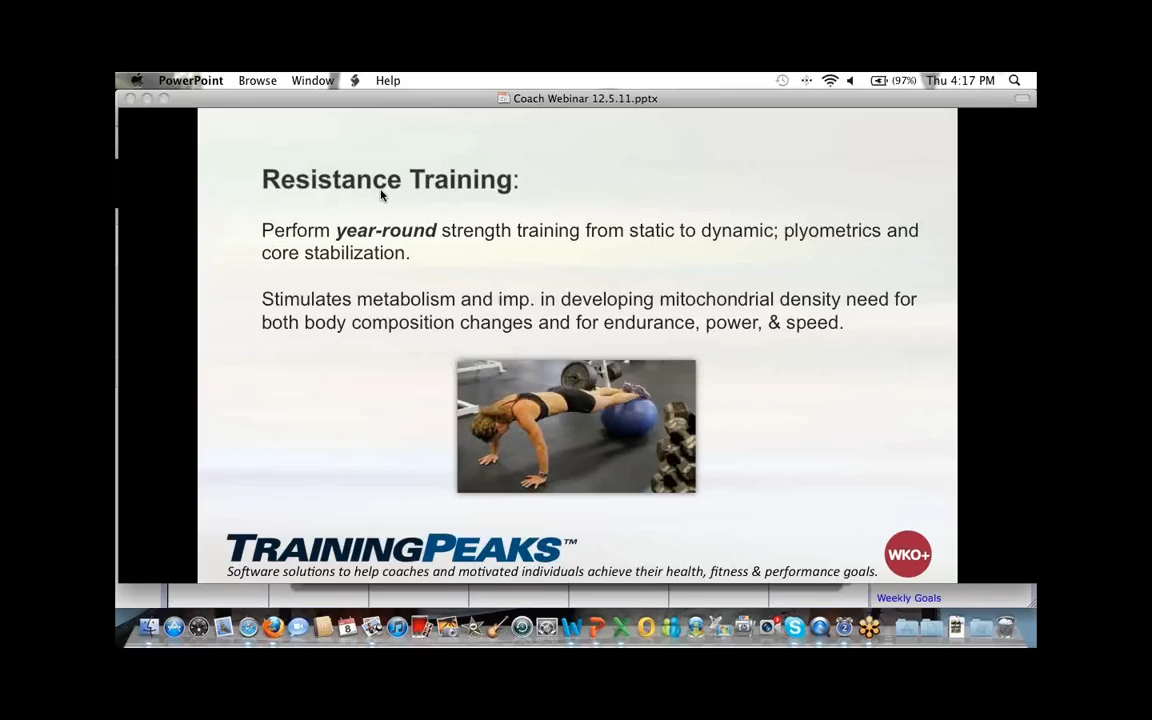 PowerPoint Browse Window Help (97%) Thu 4:17 PM
Coach Webinar 12.5.11.pptx
Resistance Training:
Perform year-round strength training from static to dynamic; plyometrics and
core stabilization.
Stimulates metabolism and imp. in developing mitochondrial density need for
both body composition changes and for endurance, power, & speed.
TRAININGPEAKS™
WKO+
Software solutions to help coaches and motivated individuals achieve their health, fitness & performance goals.
Weekly Goals
8